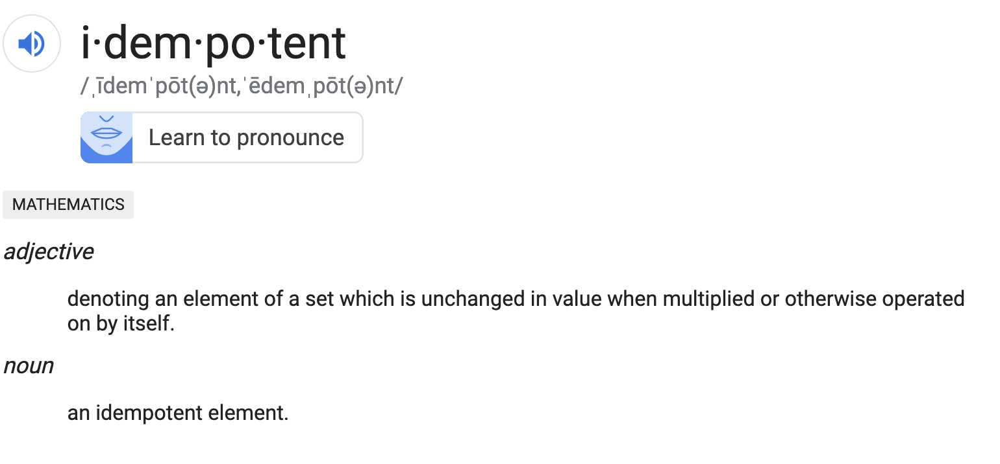 i·dem·po·tent
/ˌīdemˈpōt(ə)nt,ˈēdemˌpōt(ə)nt/
Learn to pronounce
MATHEMATICS
adjective
denoting an element of a set which is unchanged in value when multiplied or otherwise operated
on by itself.
noun
an idempotent element.